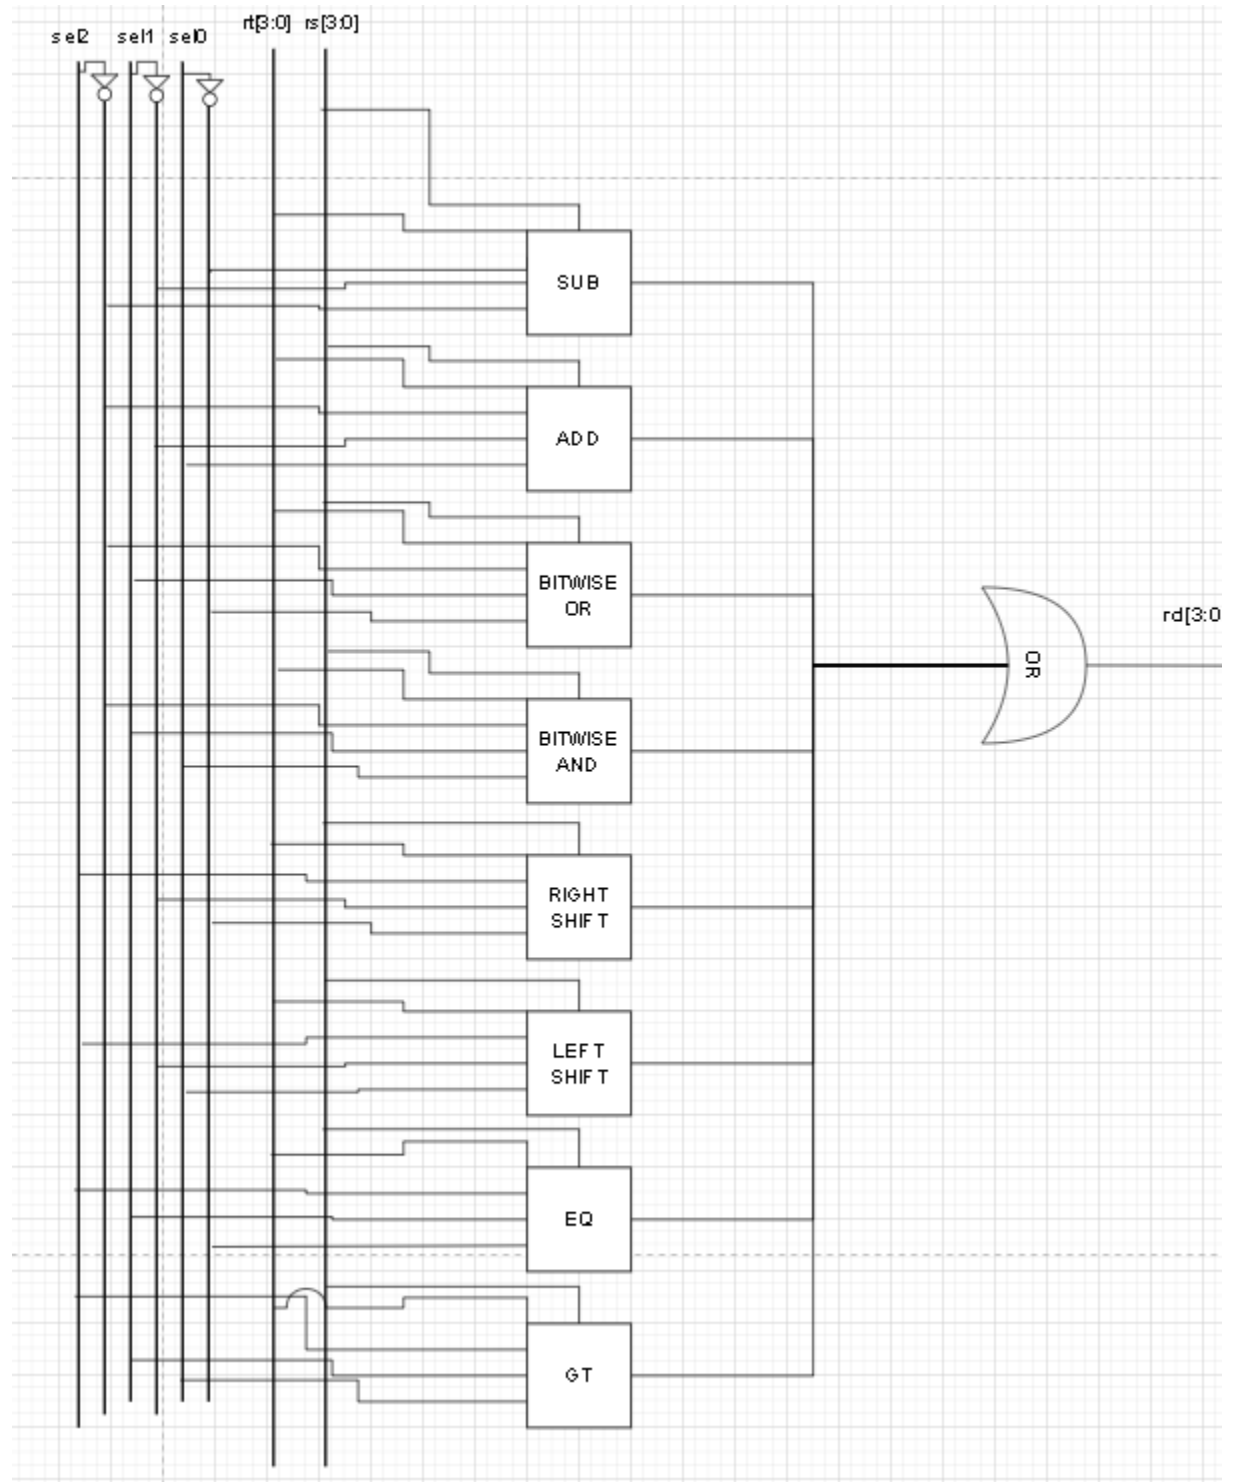 rt[3:0] rs[3:0]
sel2 sel1 sel0
SUB
ADD
BITWISE
OR
BITWISE
AND
RIGHT
SHIFT
LEFT
SHIFT
EQ
GT
OR
rd[3:0